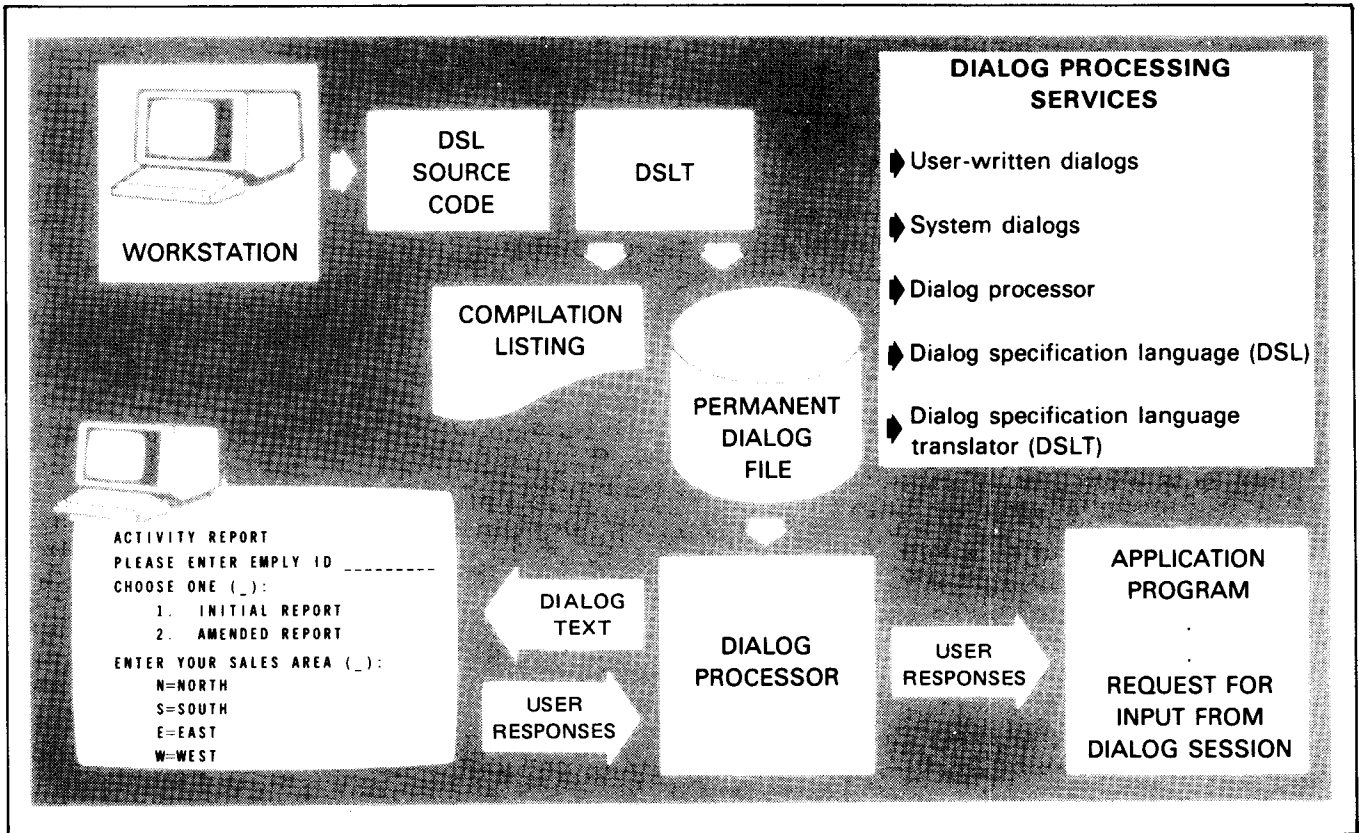 DIALOG PROCESSING
SERVICES
User-written dialogs
System dialogs
Dialog processor
Dialog specification language (DSL)
Dialog specification language
translator (DSLT)
WORKSTATION
DSL
SOURCE
CODE
DSLT
COMPILATION
LISTING
PERMANENT
DIALOG
FILE
ACTIVITY REPORT
PLEASE ENTER EMPLY ID _________
CHOOSE ONE (_):
1. INITIAL REPORT
2. AMENDED REPORT
ENTER YOUR SALES AREA (_):
N=NORTH
S=SOUTH
E=EAST
W=WEST
DIALOG
TEXT
USER
RESPONSES
DIALOG
PROCESSOR
USER
RESPONSES
APPLICATION
PROGRAM
.
.
REQUEST FOR
INPUT FROM
DIALOG SESSION